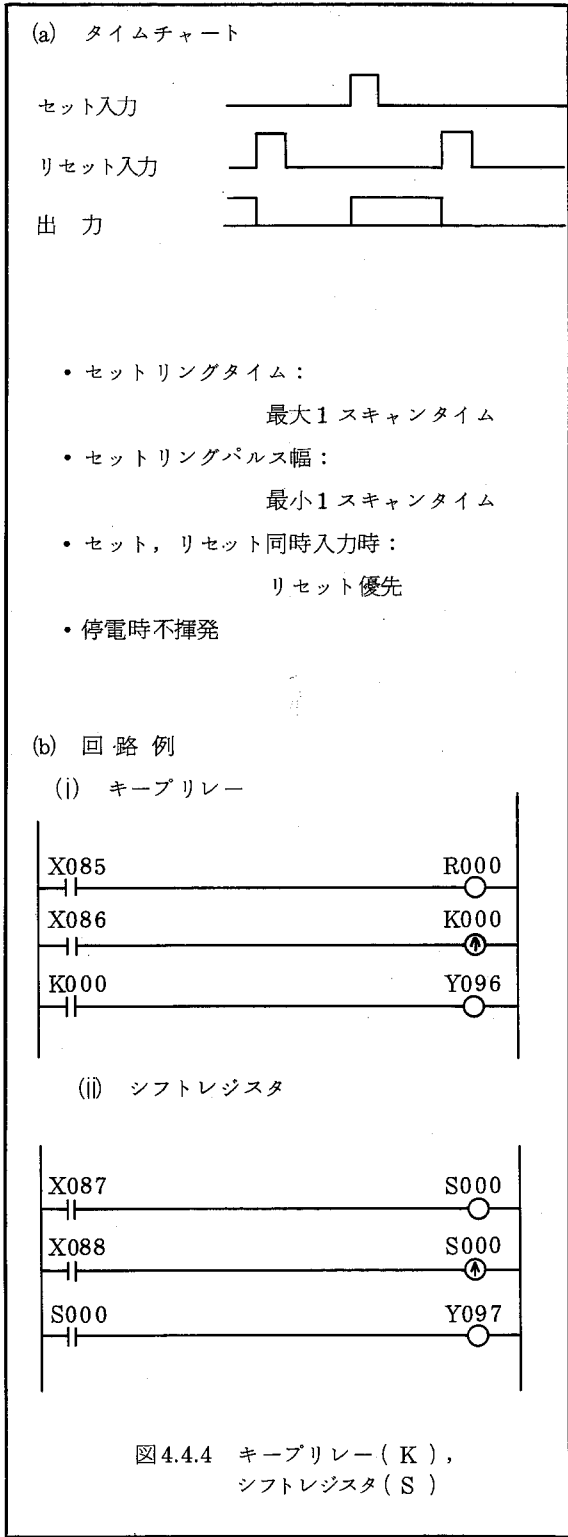 (a) タイムチャート
セット入力
リセット入力
出 力
• セットリングタイム：
最大1スキャンタイム
• セットリングパルス幅：
最小1スキャンタイム
• セット，リセット同時入力時：
リセット優先
• 停電時不揮発
(b) 回路例
(i) キープリレー
X085 R000
X086 K000
K000 Y096
(ii) シフトレジスタ
X087 S000
X088 S000
S000 Y097
図4.4.4 キープリレー(K)，
シフトレジスタ(S)